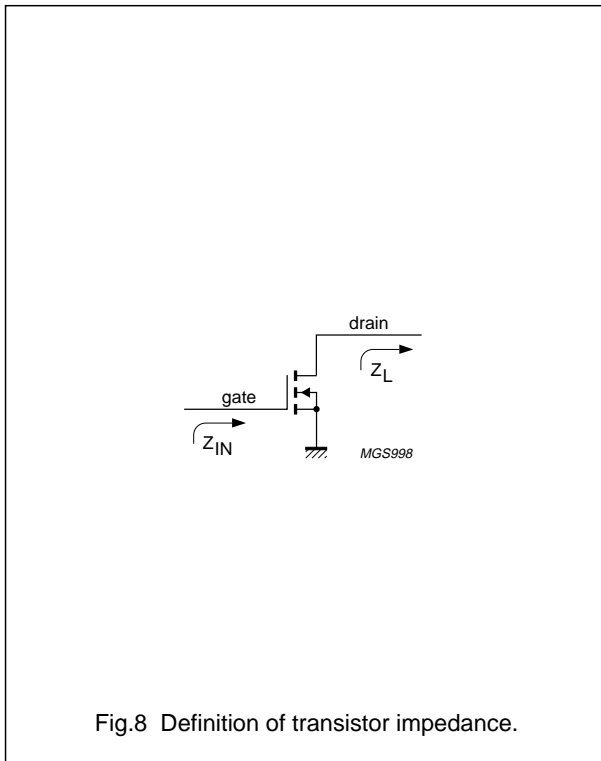 drain
Z_L
gate
Z_IN
MGS998
Fig.8 Definition of transistor impedance.